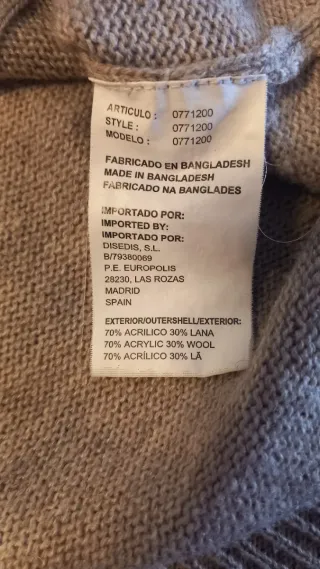 ARTICULO : 0771200
STYLE : 0771200
MODELO : 0771200
FABRICADO EN BANGLADESH
MADE IN BANGLADESH
FABRICADO NA BANGLADES
IMPORTADO POR:
IMPORTED BY:
IMPORTADO POR:
DISEDIS, S.L.
B/79380069
P.E. EUROPOLIS
28230, LAS ROZAS
MADRID
SPAIN
EXTERIOR/OUTERSHELL/EXTERIOR:
70% ACRILICO 30% LANA
70% ACRYLIC 30% WOOL
70% ACRÍLICO 30% LÃ